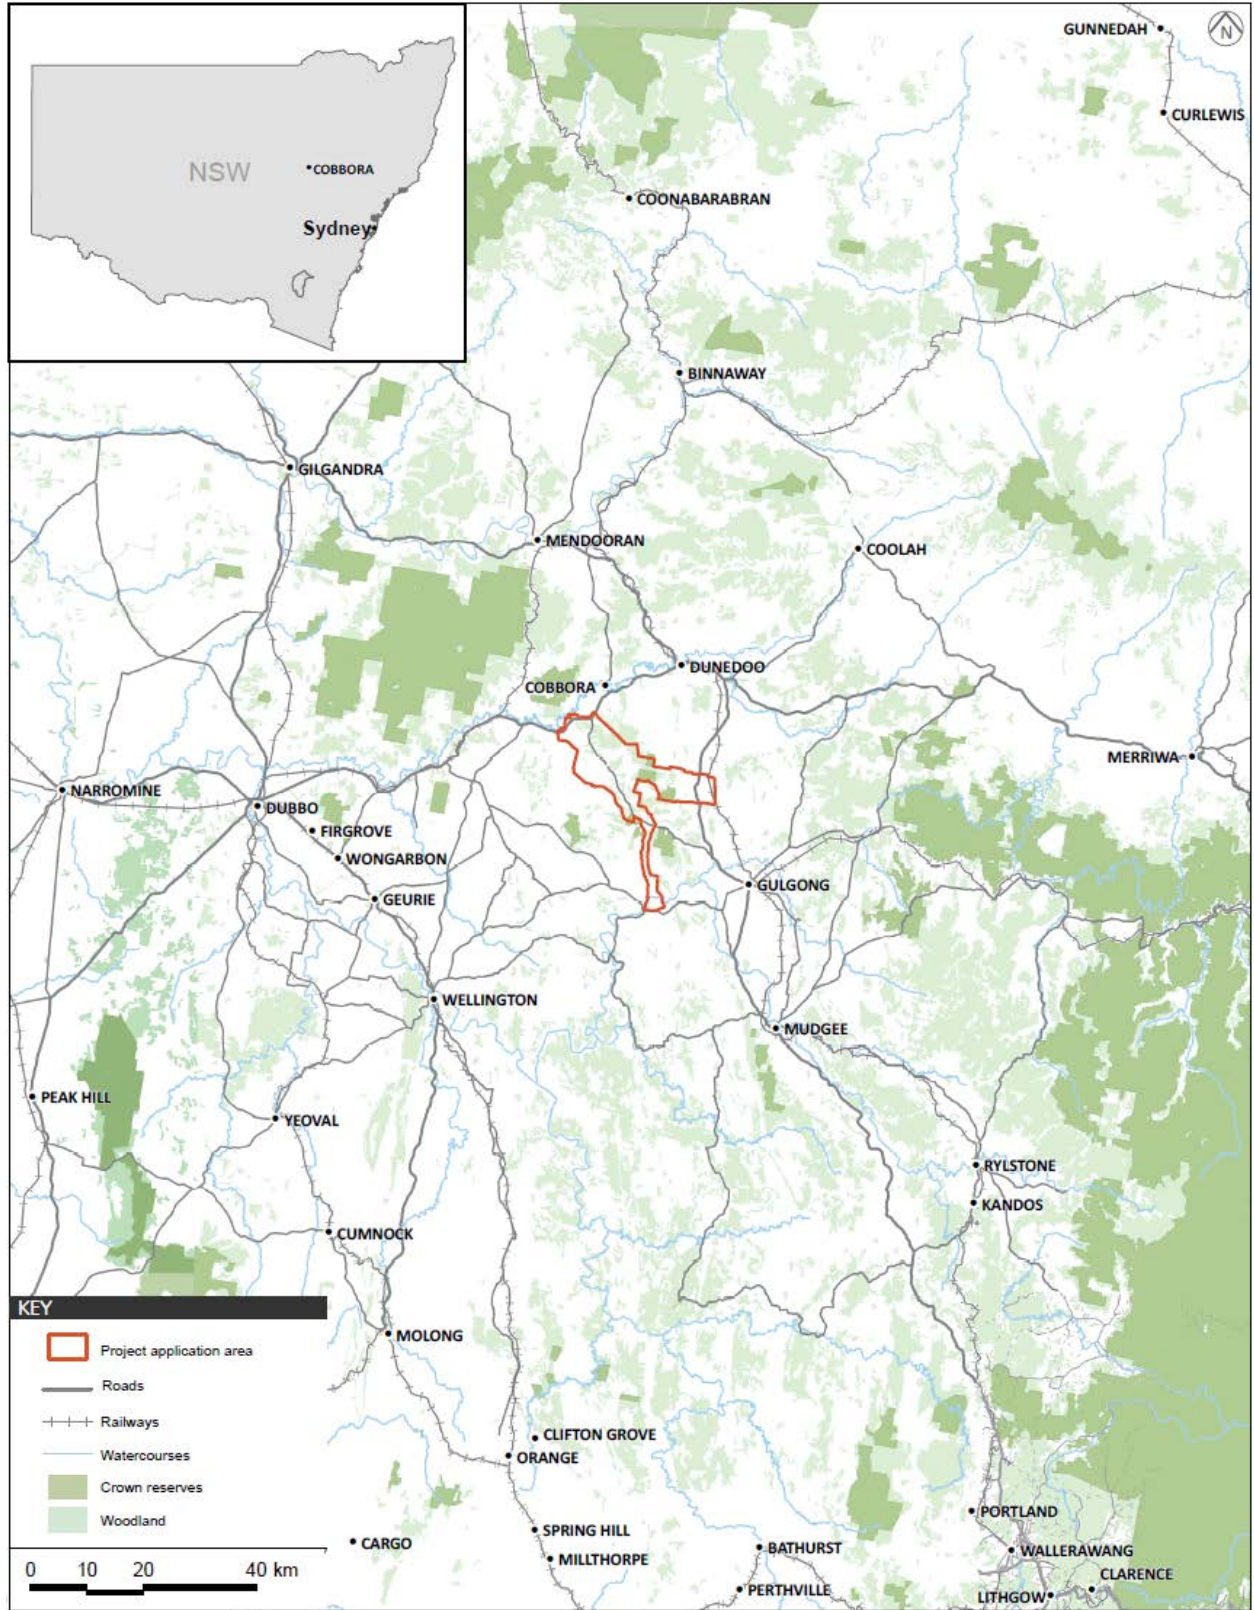 GUNNEDAH
N
CURLEWIS
NSW
COBBORA
Sydney
COONABARABRAN
BINNAWAY
GILGANDRA
MENDOORAN
COOLAH
DUNEDOO
COBBORA
MERRIWA
NARROMINE
DUBBO
FIRGROVE
WONGARBON
GULGONG
GEURIE
WELLINGTON
MUDGEE
PEAK HILL
YEOVAL
RYLSTONE
KANDOS
CUMNOCK
MOLONG
CLIFTON GROVE
ORANGE
PORTLAND
SPRING HILL
CARGO
BATHURST
WALLERAWANG
MILLTHORPE
CLARENCE
PERTHVILLE
LITHGOW
KEY
Project application area
Roads
Railways
Watercourses
Crown reserves
Woodland
0 10 20 40 km